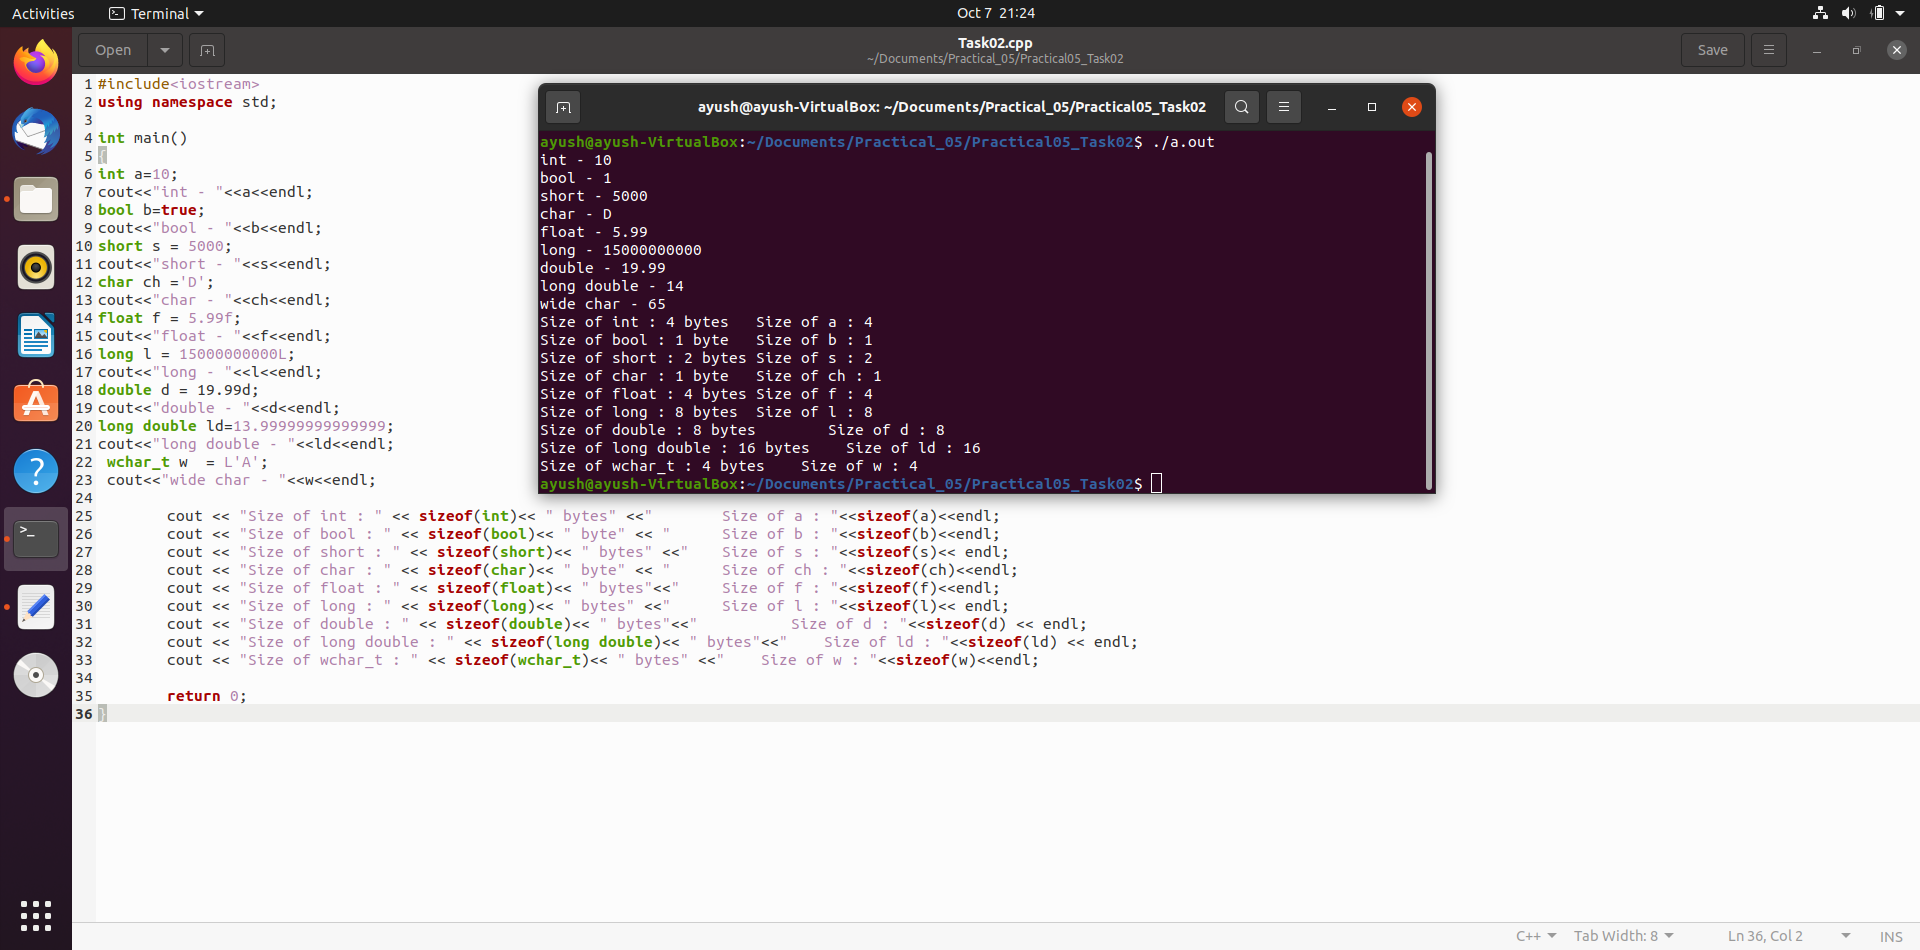 Activities
Terminal
Oct 7 21:24
Open
Task02.cpp
~/Documents/Practical_05/Practical05_Task02
Save
1 #include<iostream>
2 using namespace std;
3
4 int main()
5 {
6 int a=10;
7 cout<<"int - "<<a<<endl;
8 bool b=true;
9 cout<<"bool - "<<b<<endl;
10 short s = 5000;
11 cout<<"short - "<<s<<endl;
12 char ch ='D';
13 cout<<"char - "<<ch<<endl;
14 float f = 5.99f;
15 cout<<"float - "<<f<<endl;
16 long l = 15000000000L;
17 cout<<"long - "<<l<<endl;
18 double d = 19.99d;
19 cout<<"double - "<<d<<endl;
20 long double ld=13.99999999999999;
21 cout<<"long double - "<<ld<<endl;
22 wchar_t w  = L'A';
23 cout<<"wide char - "<<w<<endl;
24
25 cout << "Size of int : " << sizeof(int)<< " bytes" <<"        Size of a : "<<sizeof(a)<<endl;
26 cout << "Size of bool : " << sizeof(bool)<< " byte" << "      Size of b : "<<sizeof(b)<<endl;
27 cout << "Size of short : " << sizeof(short)<< " bytes" <<"    Size of s : "<<sizeof(s)<< endl;
28 cout << "Size of char : " << sizeof(char)<< " byte" << "      Size of ch : "<<sizeof(ch)<<endl;
29 cout << "Size of float : " << sizeof(float)<< " bytes"<<"     Size of f : "<<sizeof(f)<<endl;
30 cout << "Size of long : " << sizeof(long)<< " bytes" <<"      Size of l : "<<sizeof(l)<< endl;
31 cout << "Size of double : " << sizeof(double)<< " bytes"<<"          Size of d : "<<sizeof(d) << endl;
32 cout << "Size of long double : " << sizeof(long double)<< " bytes"<<"    Size of ld : "<<sizeof(ld) << endl;
33 cout << "Size of wchar_t : " << sizeof(wchar_t)<< " bytes" <<"    Size of w : "<<sizeof(w)<<endl;
34
35 return 0;
36 }
ayush@ayush-VirtualBox: ~/Documents/Practical_05/Practical05_Task02
ayush@ayush-VirtualBox:~/Documents/Practical_05/Practical05_Task02$ ./a.out
int - 10
bool - 1
short - 5000
char - D
float - 5.99
long - 15000000000
double - 19.99
long double - 14
wide char - 65
Size of int : 4 bytes   Size of a : 4
Size of bool : 1 byte   Size of b : 1
Size of short : 2 bytes Size of s : 2
Size of char : 1 byte   Size of ch : 1
Size of float : 4 bytes Size of f : 4
Size of long : 8 bytes  Size of l : 8
Size of double : 8 bytes        Size of d : 8
Size of long double : 16 bytes    Size of ld : 16
Size of wchar_t : 4 bytes    Size of w : 4
ayush@ayush-VirtualBox:~/Documents/Practical_05/Practical05_Task02$
C++
Tab Width: 8
Ln 36, Col 2
INS